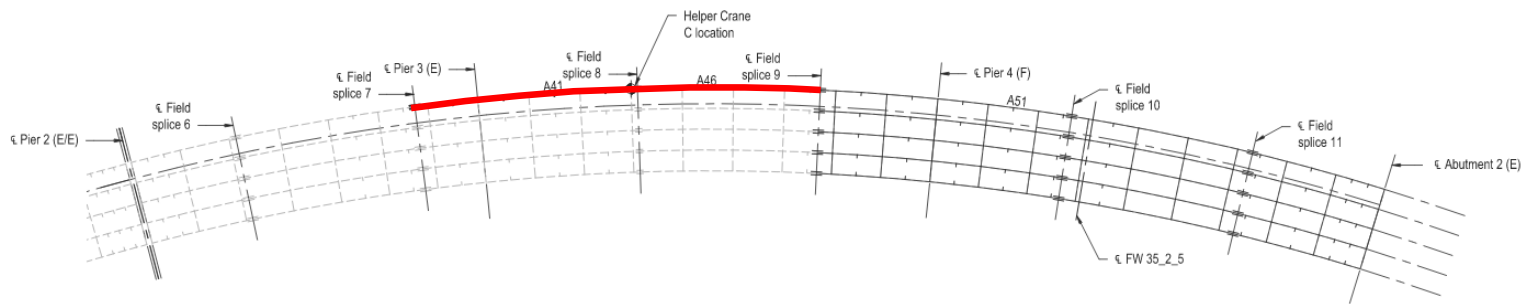 Helper Crane
C location
℄ Field
splice 8
℄ Field
splice 9
℄ Pier 3 (E)
A41
A46
℄ Pier 4 (F)
℄ Field
splice 7
A51
℄ Field
splice 10
℄ Field
splice 6
℄ Field
splice 11
℄ Pier 2 (E/E)
℄ Abutment 2 (E)
℄ FW 35_2_5